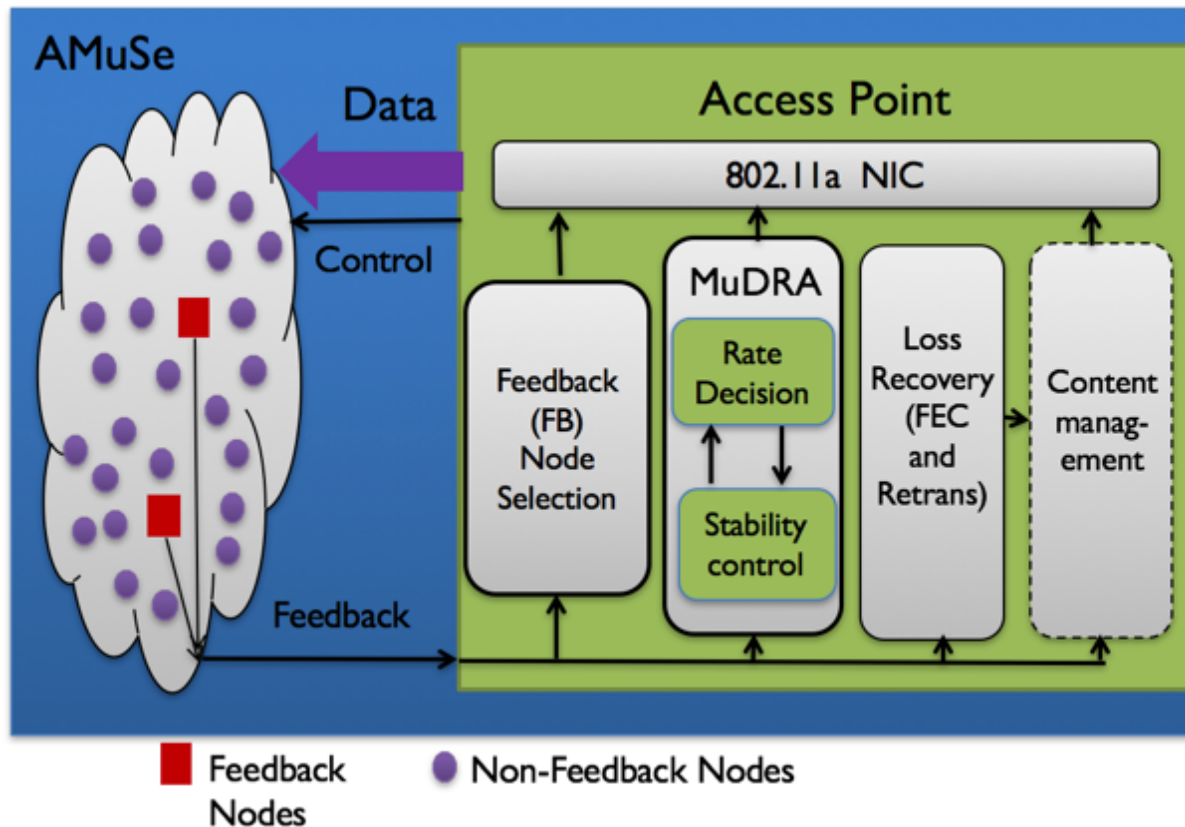 AMuSe
Data
Control
Feedback
Access Point
802.11a NIC
Feedback
(FB)
Node
Selection
MuDRA
Rate
Decision
Stability
control
Loss
Recovery
(FEC
and
Retrans)
Content
manag-
ement
Feedback
Nodes
Non-Feedback Nodes